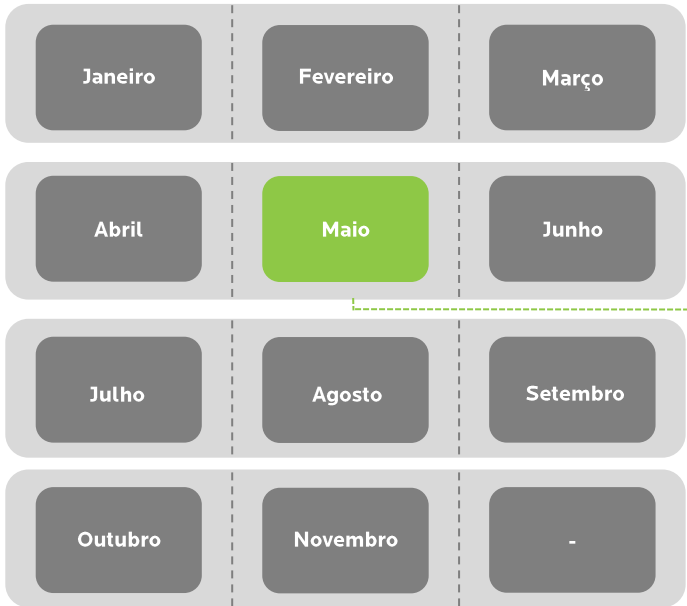 Janeiro
Fevereiro
Março
Abril
Maio
Junho
Julho
Agosto
Setembro
Outubro
Novembro
-